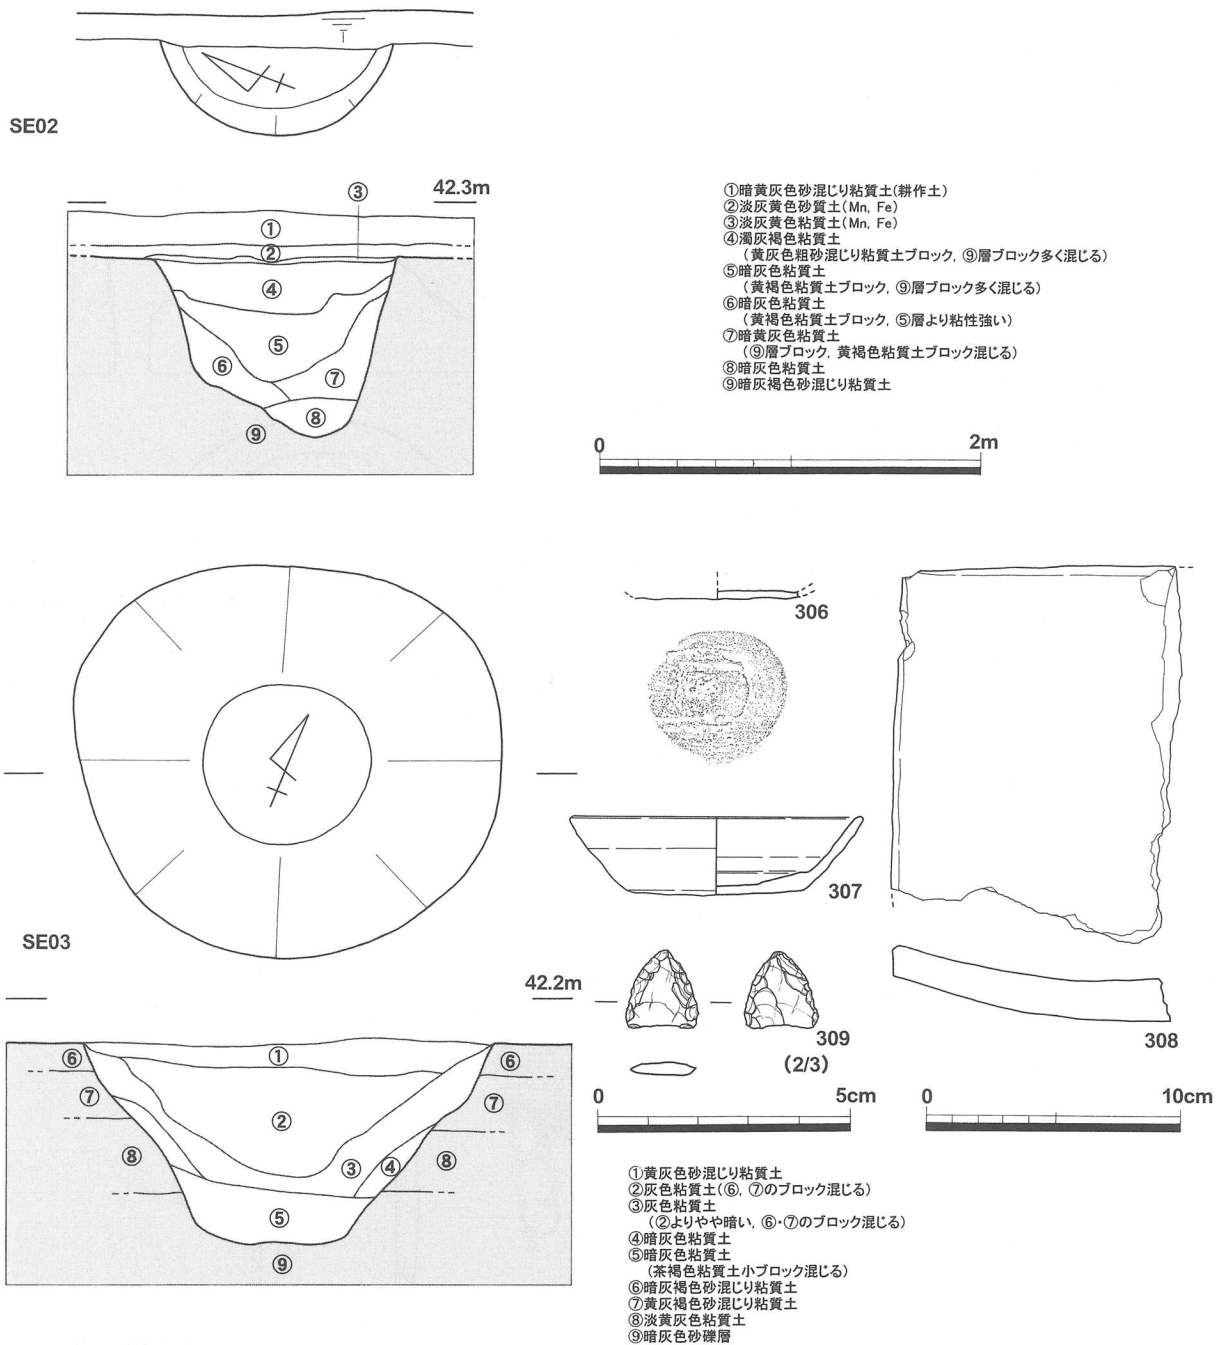 SE02
42.3m
③
①
②
④
⑤
⑥
⑦
⑧
⑨
①暗黄灰色砂混じり粘質土(耕作土)
②淡灰黄色砂質土(Mn, Fe)
③淡灰黄色粘質土(Mn, Fe)
④濁灰褐色粘質土
(黄灰色粗砂混じり粘質土ブロック, ⑨層ブロック多く混じる)
⑤暗灰色粘質土
(黄褐色粘質土ブロック, ⑨層ブロック多く混じる)
⑥暗灰色粘質土
(黄褐色粘質土ブロック, ⑤層より粘性強い)
⑦暗黄灰色粘質土
(⑨層ブロック, 黄褐色粘質土ブロック混じる)
⑧暗灰色粘質土
⑨暗灰褐色砂混じり粘質土
0 2m
SE03
42.2m
⑥ ① ⑥
⑦ ② ⑦
⑧ ③ ④ ⑧
⑤
⑨
306
307
308
309
(2/3)
0 5cm
0 10cm
①黄灰色砂混じり粘質土
②灰色粘質土(⑥, ⑦のブロック混じる)
③灰色粘質土
(②よりやや暗い, ⑥・⑦のブロック混じる)
④暗灰色粘質土
⑤暗灰色粘質土
(茶褐色粘質土小ブロック混じる)
⑥暗灰褐色砂混じり粘質土
⑦黄灰褐色砂混じり粘質土
⑧淡黄灰色粘質土
⑨暗灰色砂礫層